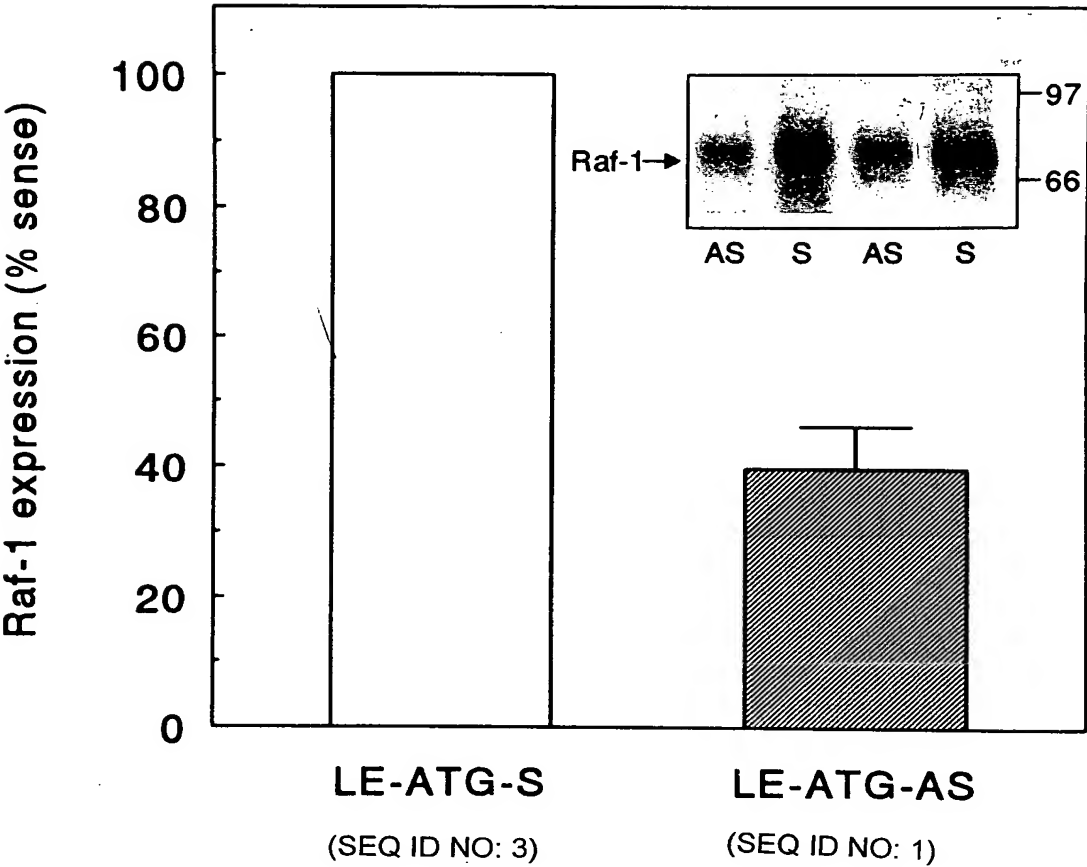 Raf-1 expression (% sense)
100
80
60
40
20
0
Raf-1
97
66
AS S AS S
LE-ATG-S
(SEQ ID NO: 3)
LE-ATG-AS
(SEQ ID NO: 1)